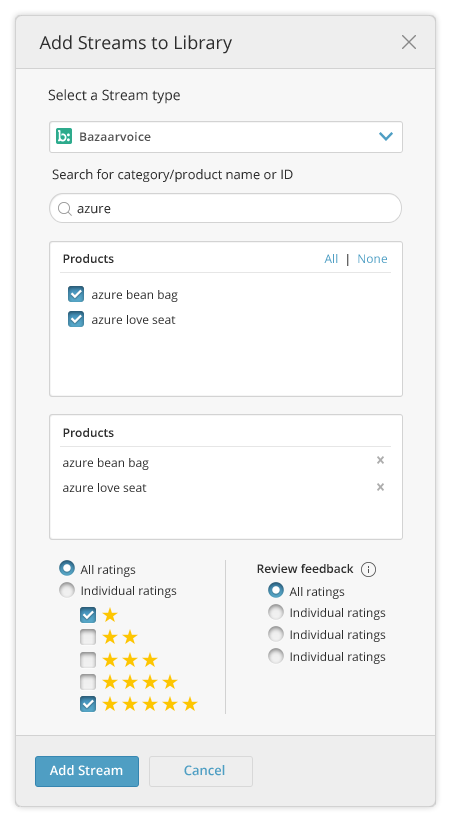 Add Streams to Library
Select a Stream type
b: Bazaarvoice
Search for category/product name or ID
azure
Products All | None
azure bean bag
azure love seat
Products
azure bean bag x
azure love seat x
All ratings
Individual ratings
Review feedback i
All ratings
Individual ratings
Individual ratings
Individual ratings
Add Stream Cancel